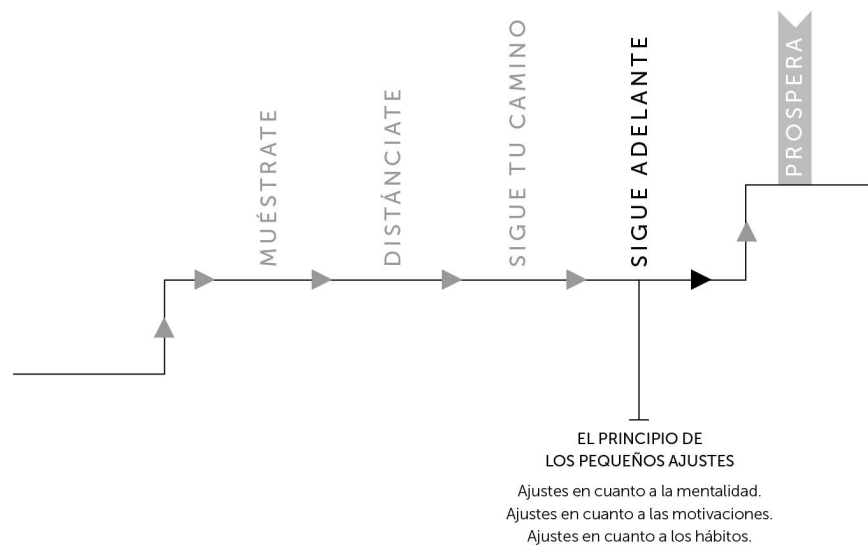 MUÉSTRATE
DISTÁNCIATE
SIGUE TU CAMINO
SIGUE ADELANTE
PROSPERA
EL PRINCIPIO DE
LOS PEQUEÑOS AJUSTES
Ajustes en cuanto a la mentalidad.
Ajustes en cuanto a las motivaciones.
Ajustes en cuanto a los hábitos.